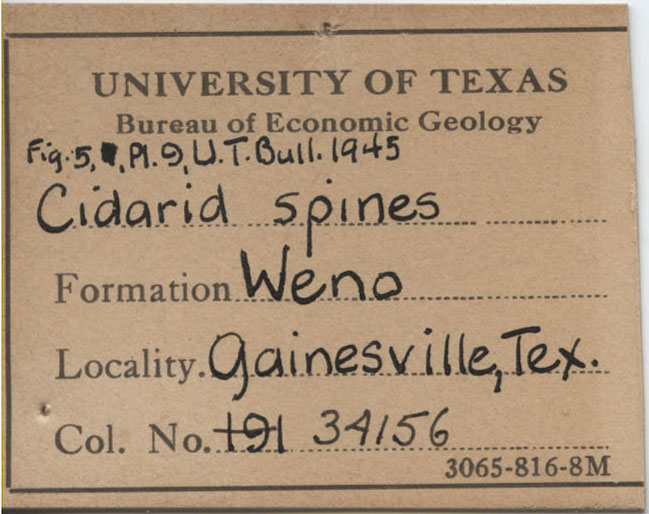 UNIVERSITY OF TEXAS
Bureau of Economic Geology
Fig. 5, Pl. 9, U.T. Bull. 1945
Cidarid spines
Formation Weno
Locality. Gainesville, Tex.
Col. No. 191 34156
3065-816-8M